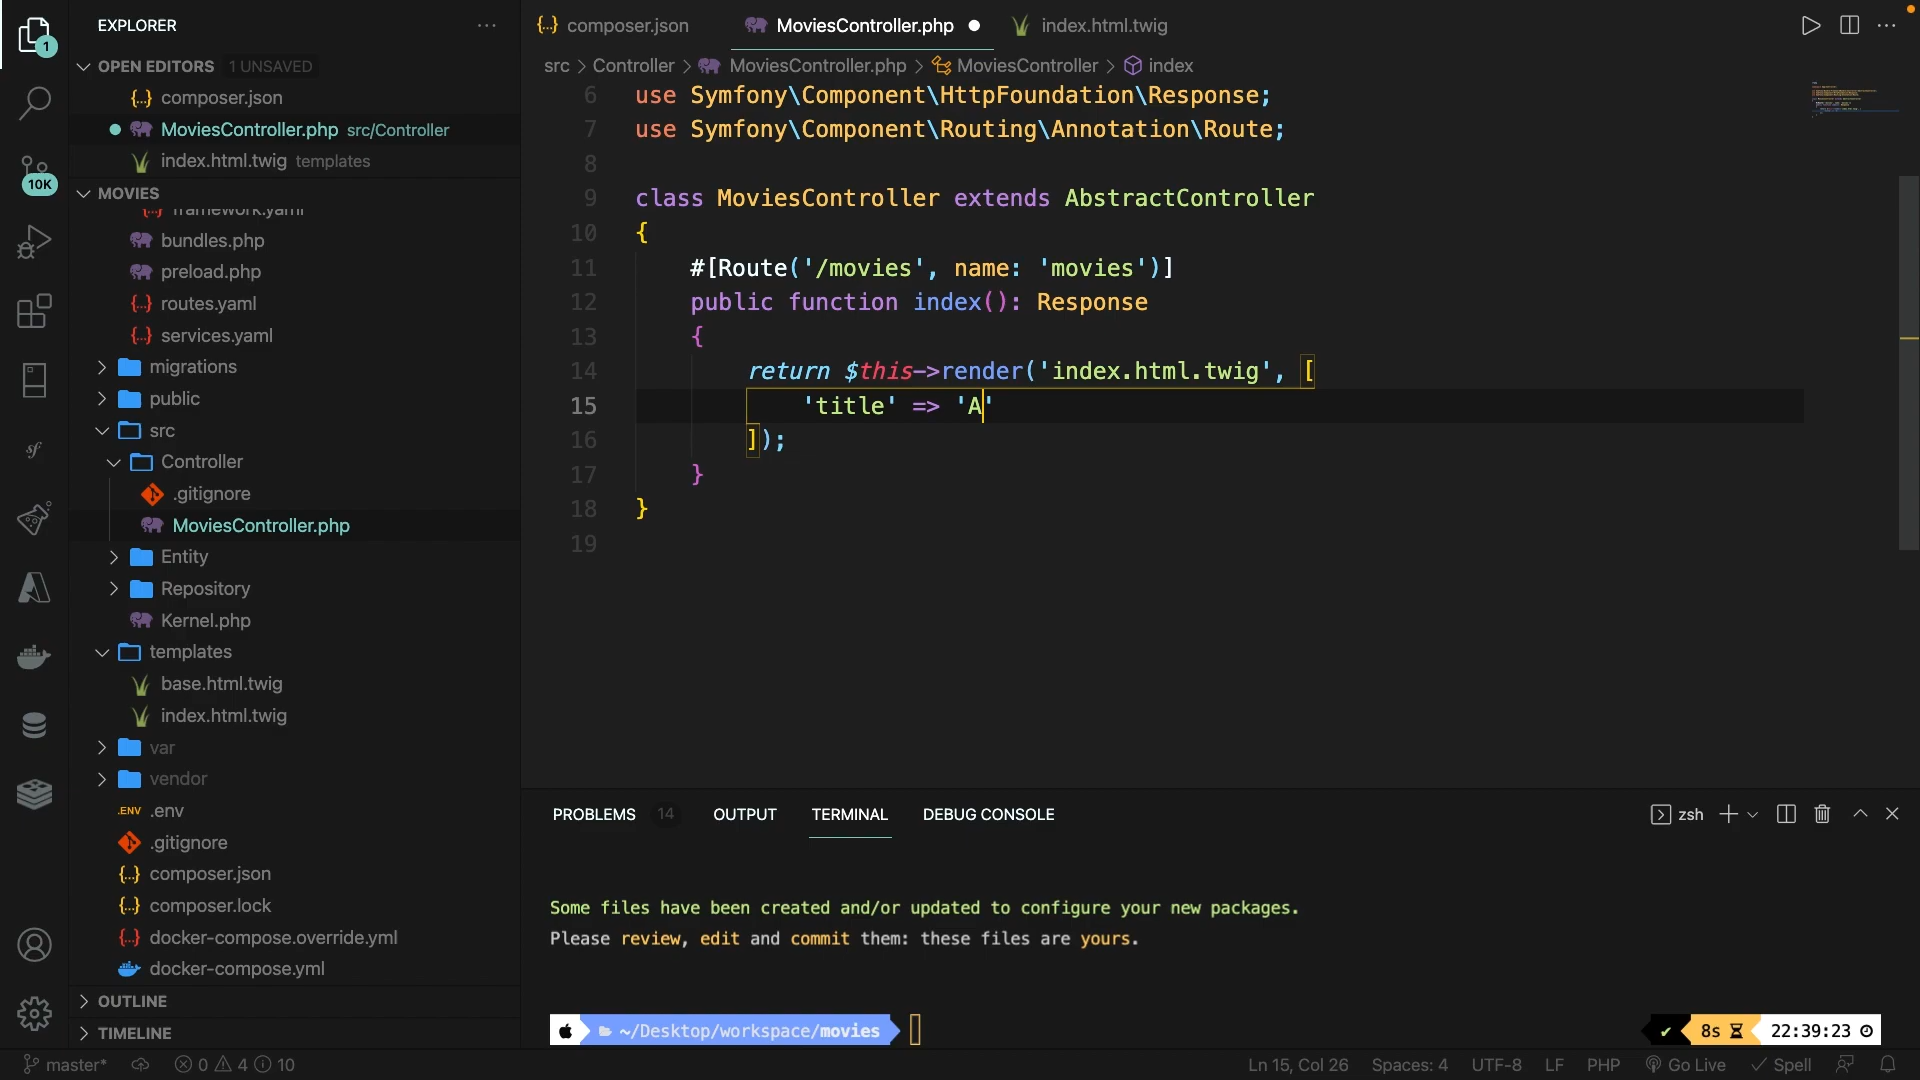 EXPLORER
1
OPEN EDITORS 1 UNSAVED
composer.json
MoviesController.php src/Controller
index.html.twig templates
10K
MOVIES
framework.yaml
bundles.php
preload.php
routes.yaml
services.yaml
migrations
public
src
Controller
.gitignore
MoviesController.php
Entity
Repository
Kernel.php
templates
base.html.twig
index.html.twig
var
vendor
.ENV .env
.gitignore
composer.json
composer.lock
docker-compose.override.yml
docker-compose.yml
OUTLINE
TIMELINE
composer.json MoviesController.php index.html.twig
src > Controller > MoviesController.php > MoviesController > index
6 use Symfony\Component\HttpFoundation\Response;
7 use Symfony\Component\Routing\Annotation\Route;
8
9 class MoviesController extends AbstractController
10 {
11 #[Route('/movies', name: 'movies')]
12 public function index(): Response
13 {
14 return $this->render('index.html.twig', [
15 'title' => 'A'
16 ]);
17 }
18 }
19
PROBLEMS 14 OUTPUT TERMINAL DEBUG CONSOLE zsh
Some files have been created and/or updated to configure your new packages.
Please review, edit and commit them: these files are yours.
~/Desktop/workspace/movies 8s 22:39:23
master* 0 4 10 Ln 15, Col 26 Spaces: 4 UTF-8 LF PHP Go Live Spell